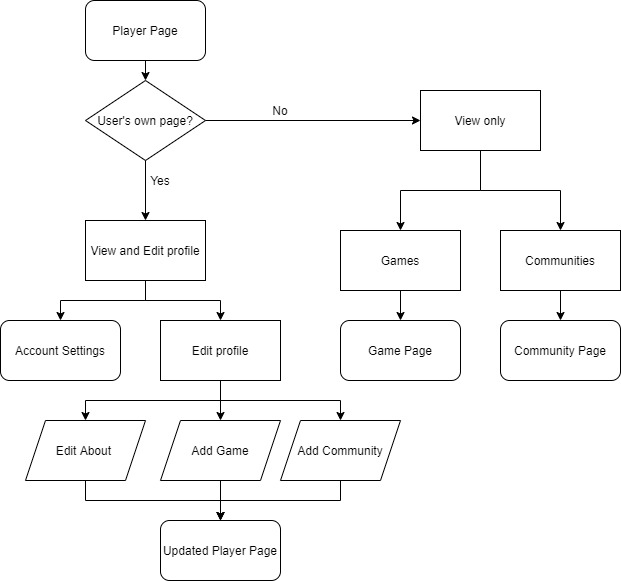 Player Page
User's own page?
No
View only
Yes
View and Edit profile
Games
Communities
Account Settings
Edit profile
Game Page
Community Page
Edit About
Add Game
Add Community
Updated Player Page